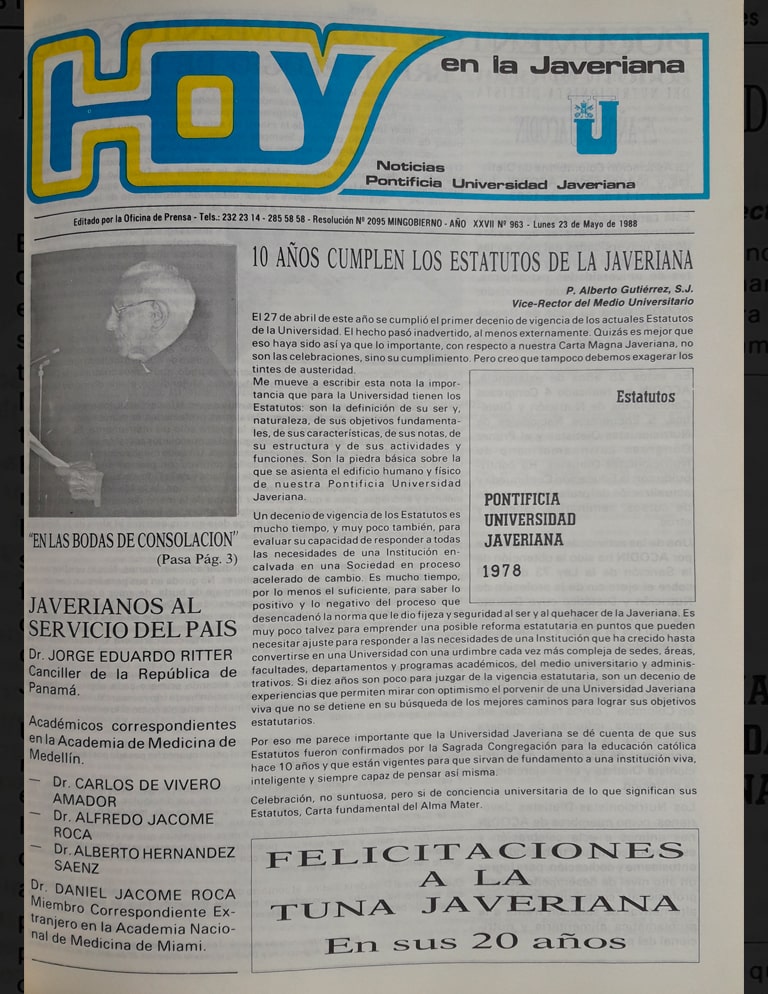 HOY
en la Javeriana
U
Noticias
Pontificia Universidad Javeriana
Editado por la Oficina de Prensa - Tels.: 232 23 14 - 285 58 58 - Resolución Nº 2095 MINGOBIERNO - AÑO XXVII Nº 963 - Lunes 23 de Mayo de 1988
"EN LAS BODAS DE CONSOLACION"
(Pasa Pág. 3)
JAVERIANOS AL
SERVICIO DEL PAIS
Dr. JORGE EDUARDO RITTER
Canciller de la República de
Panamá.
Académicos correspondientes
en la Academia de Medicina de
Medellín.
— Dr. CARLOS DE VIVERO
AMADOR
— Dr. ALFREDO JACOME
ROCA
— Dr. ALBERTO HERNANDEZ
SAENZ
Dr. DANIEL JACOME ROCA
Miembro Correspondiente Ex-
tranjero en la Academia Nacio-
nal de Medicina de Miami.
10 AÑOS CUMPLEN LOS ESTATUTOS DE LA JAVERIANA
P. Alberto Gutiérrez, S.J.
Vice-Rector del Medio Universitario
El 27 de abril de este año se cumplió el primer decenio de vigencia de los actuales Estatutos
de la Universidad. El hecho pasó inadvertido, al menos externamente. Quizás es mejor que
eso haya sido así ya que lo importante, con respecto a nuestra Carta Magna Javeriana, no
son las celebraciones, sino su cumplimiento. Pero creo que tampoco debemos exagerar los
tintes de austeridad.
Me mueve a escribir esta nota la impor-
tancia que para la Universidad tienen los
Estatutos: son la definición de su ser y,
naturaleza, de sus objetivos fundamenta-
les, de sus características, de sus notas, de
su estructura y de sus actividades y
funciones. Son la piedra básica sobre la
que se asienta el edificio humano y físico
de nuestra Pontificia Universidad
Javeriana.
Un decenio de vigencia de los Estatutos es
mucho tiempo, y muy poco también, para
evaluar su capacidad de responder a todas
las necesidades de una Institución en-
calvada en una Sociedad en proceso
acelerado de cambio. Es mucho tiempo,
por lo menos el suficiente, para saber lo
positivo y lo negativo del proceso que
desencadenó la norma que le dio fijeza y seguridad al ser y al quehacer de la Javeriana. Es
muy poco talvez para emprender una posible reforma estatutaria en puntos que pueden
necesitar ajuste para responder a las necesidades de una Institución que ha crecido hasta
convertirse en una Universidad con una urdimbre cada vez más compleja de sedes, áreas,
facultades, departamentos y programas académicos, del medio universitario y adminis-
trativos. Si diez años son poco para juzgar de la vigencia estatutaria, son un decenio de
experiencias que permiten mirar con optimismo el porvenir de una Universidad Javeriana
viva que no se detiene en su búsqueda de los mejores caminos para lograr sus objetivos
estatutarios.
Por eso me parece importante que la Universidad Javeriana se dé cuenta de que sus
Estatutos fueron confirmados por la Sagrada Congregación para la educación católica
hace 10 años y que están vigentes para que sirvan de fundamento a una institución viva,
inteligente y siempre capaz de pensar así misma.
Celebración, no suntuosa, pero si de conciencia universitaria de lo que significan sus
Estatutos, Carta fundamental del Alma Mater.
Estatutos
PONTIFICIA
UNIVERSIDAD
JAVERIANA
1978
FELICITACIONES
A LA
TUNA JAVERIANA
En sus 20 años